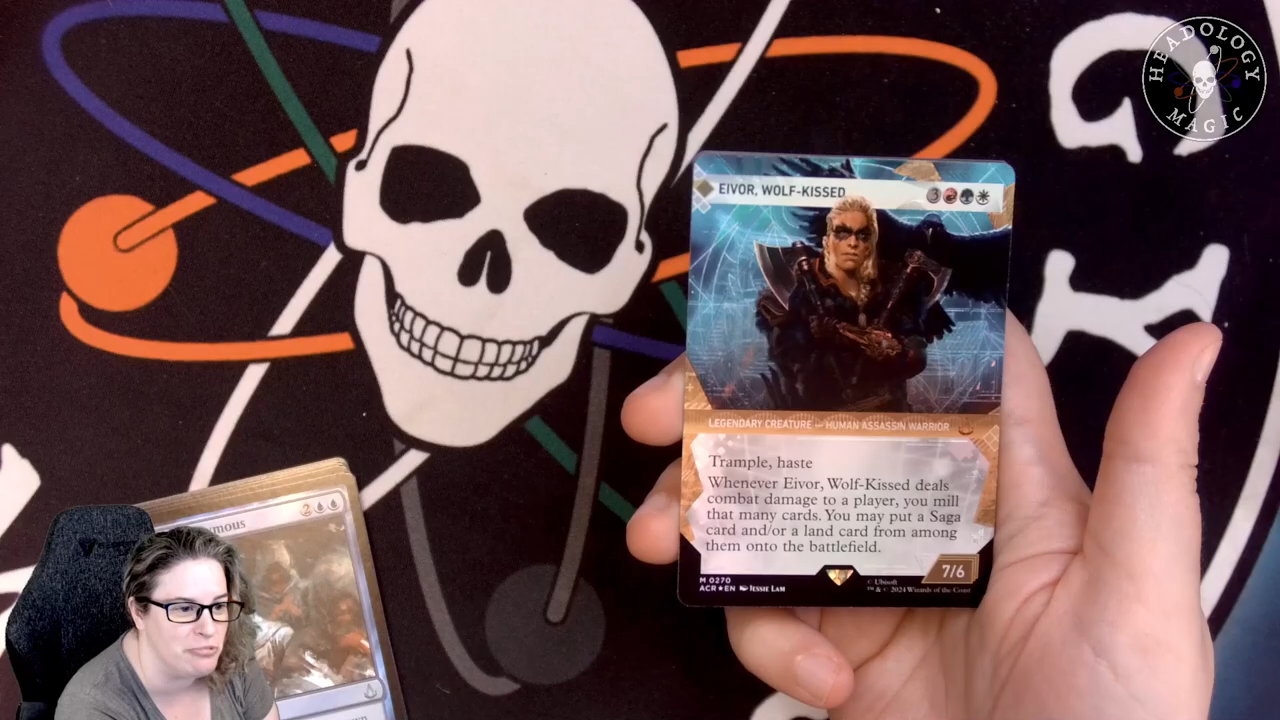 HEADOLOGY
MAGIC
EIVOR, WOLF-KISSED
3
LEGENDARY CREATURE — HUMAN ASSASSIN WARRIOR
Trample, haste
Whenever Eivor, Wolf-Kissed deals
combat damage to a player, you mill
that many cards. You may put a Saga
card and/or a land card from among
them onto the battlefield.
7/6
M 0270
ACR★EN JESSIE LAM
© Ubisoft
™ & © 2024 Wizards of the Coast
2